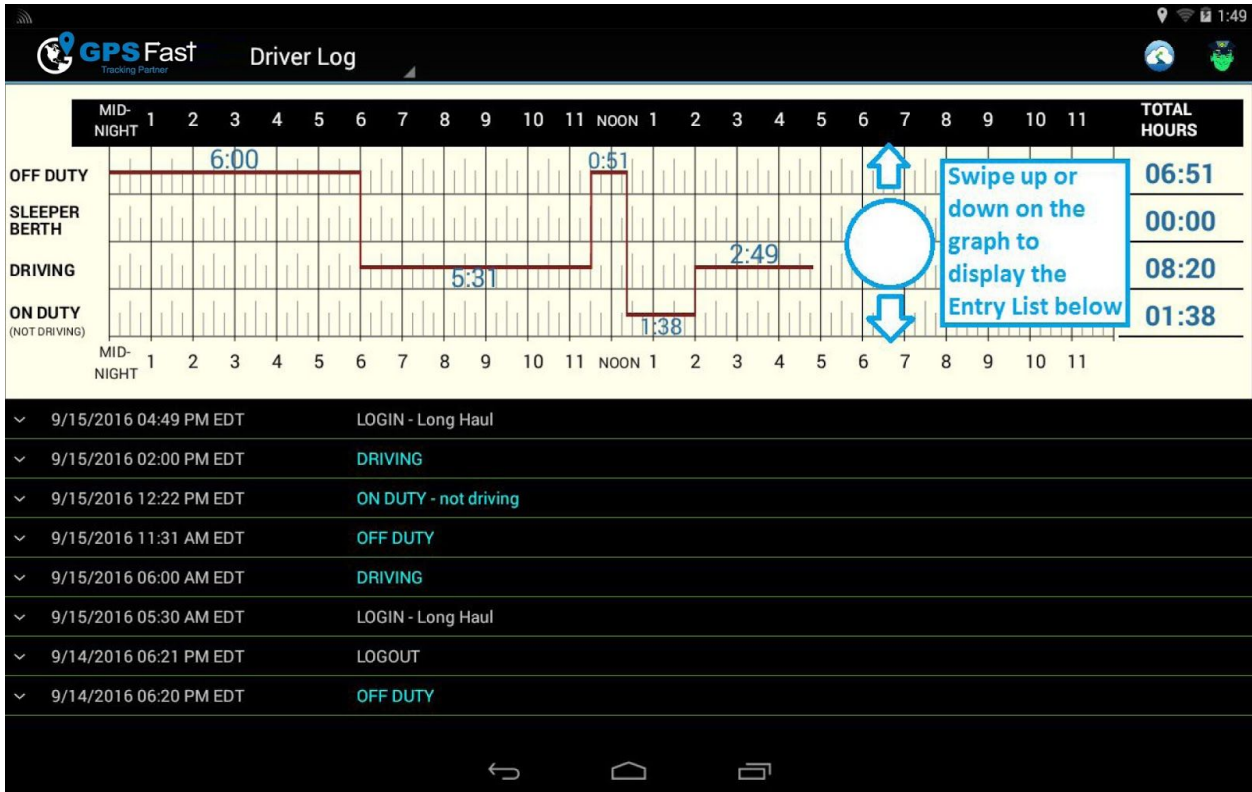 1:49
GPS Fast
Tracking Partner
Driver Log
MID-
NIGHT 1 2 3 4 5 6 7 8 9 10 11 NOON 1 2 3 4 5 6 7 8 9 10 11
TOTAL
HOURS
OFF DUTY
6:00
0:51
06:51
SLEEPER
BERTH
00:00
DRIVING
5:31
2:49
08:20
ON DUTY
(NOT DRIVING)
1:38
01:38
Swipe up or
down on the
graph to
display the
Entry List below
MID-
NIGHT 1 2 3 4 5 6 7 8 9 10 11 NOON 1 2 3 4 5 6 7 8 9 10 11
9/15/2016 04:49 PM EDT LOGIN - Long Haul
9/15/2016 02:00 PM EDT DRIVING
9/15/2016 12:22 PM EDT ON DUTY - not driving
9/15/2016 11:31 AM EDT OFF DUTY
9/15/2016 06:00 AM EDT DRIVING
9/15/2016 05:30 AM EDT LOGIN - Long Haul
9/14/2016 06:21 PM EDT LOGOUT
9/14/2016 06:20 PM EDT OFF DUTY